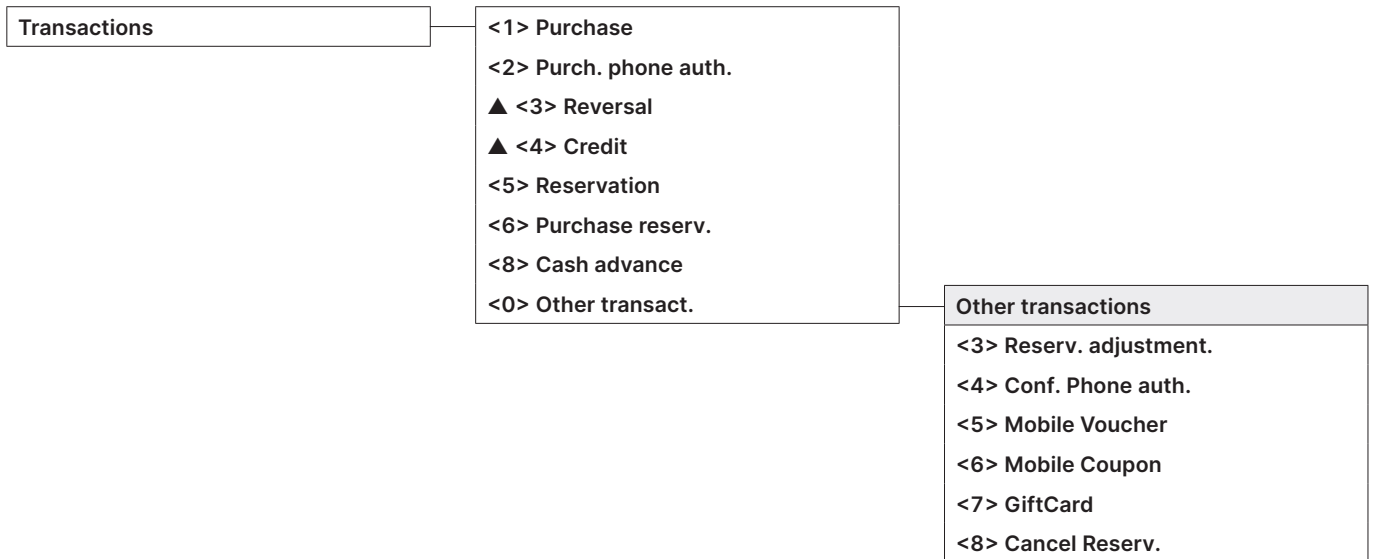 Transactions
<1> Purchase
<2> Purch. phone auth.
▲ <3> Reversal
▲ <4> Credit
<5> Reservation
<6> Purchase reserv.
<8> Cash advance
<0> Other transact.
Other transactions
<3> Reserv. adjustment.
<4> Conf. Phone auth.
<5> Mobile Voucher
<6> Mobile Coupon
<7> GiftCard
<8> Cancel Reserv.